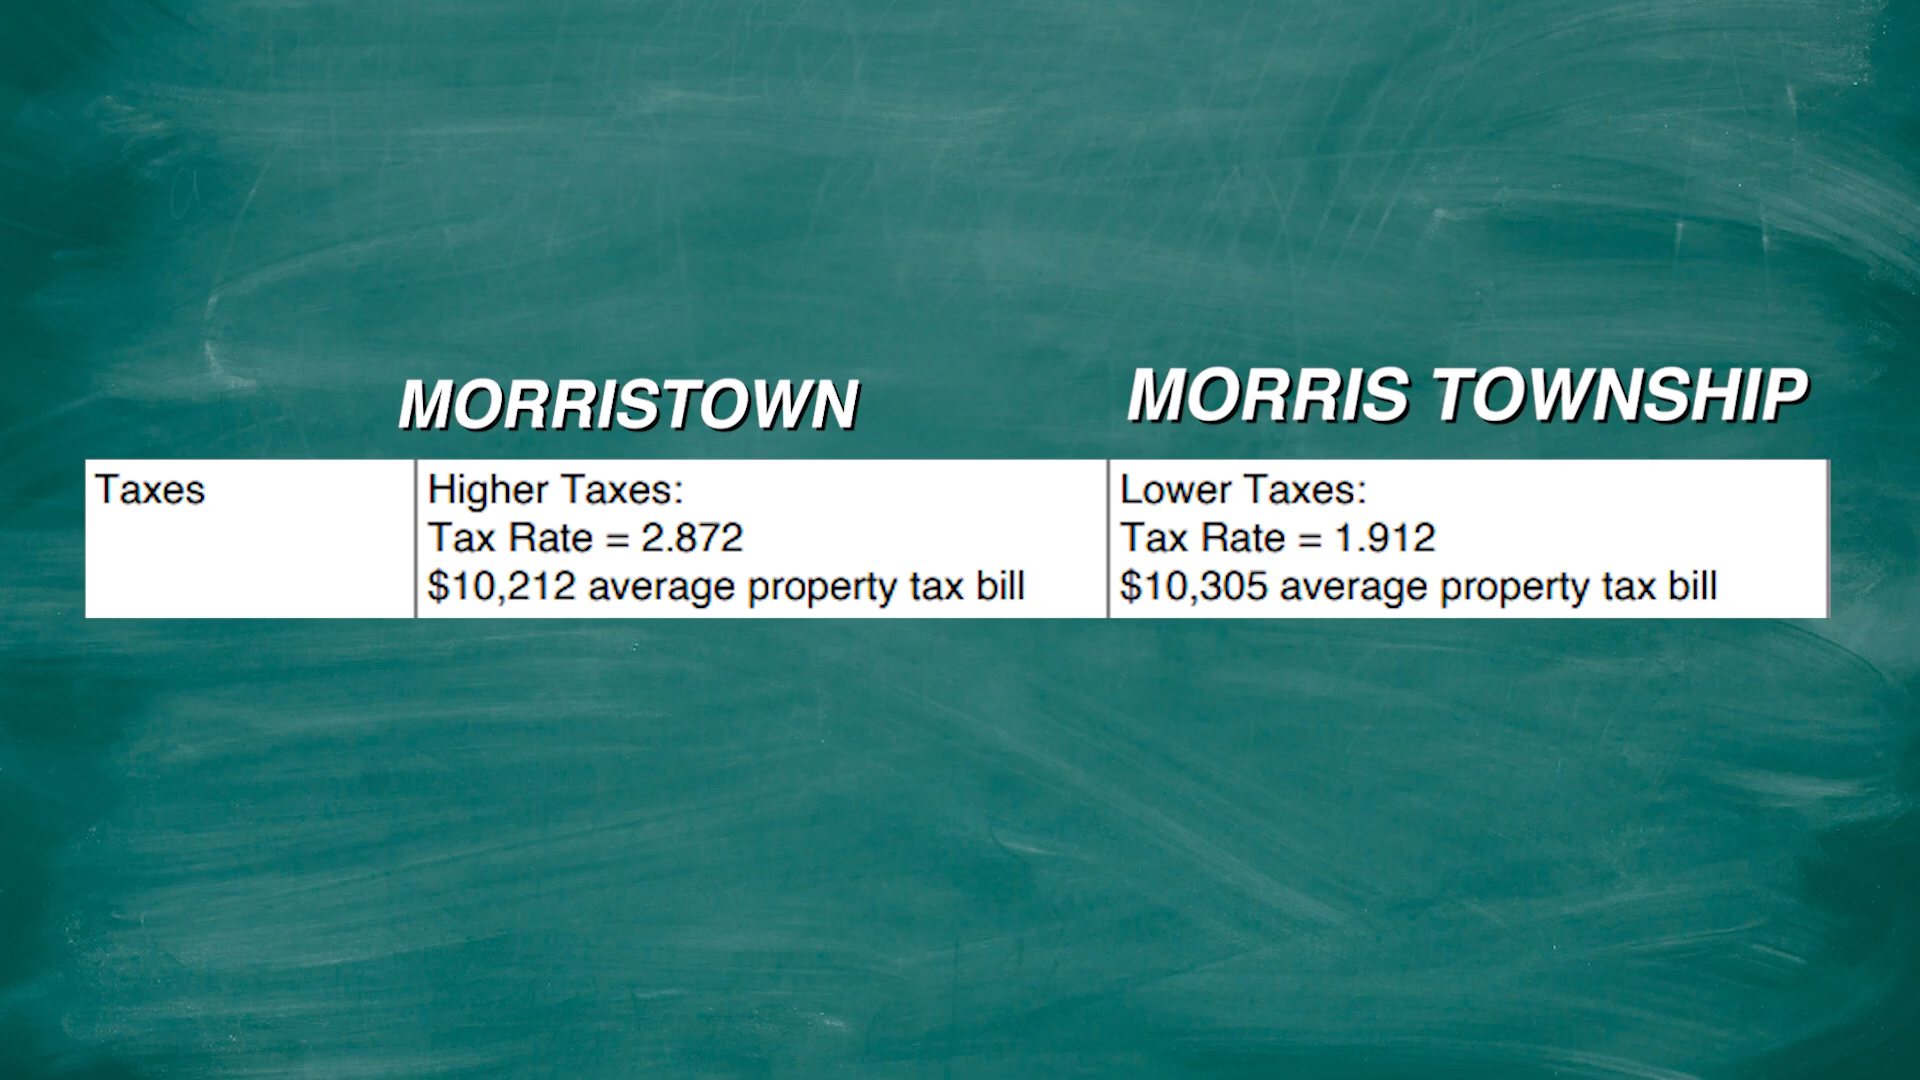 MORRISTOWN
MORRIS TOWNSHIP
Taxes
Higher Taxes:
Tax Rate = 2.872
$10,212 average property tax bill
Lower Taxes:
Tax Rate = 1.912
$10,305 average property tax bill